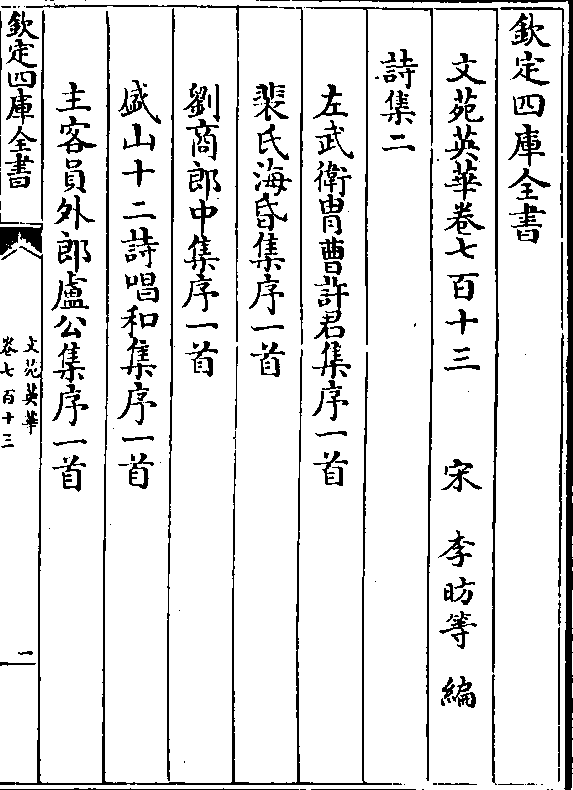 欽定四庫全書
文苑英華卷七百十三　宋　李昉等　編
詩集二
左武衛胄曹許君集序一首
裴氏海昏集序一首
劉商郎中集序一首
盛山十二詩唱和集序一首
主客員外郎盧公集序一首
欽定四庫全書
文苑英華
卷七百十三
一